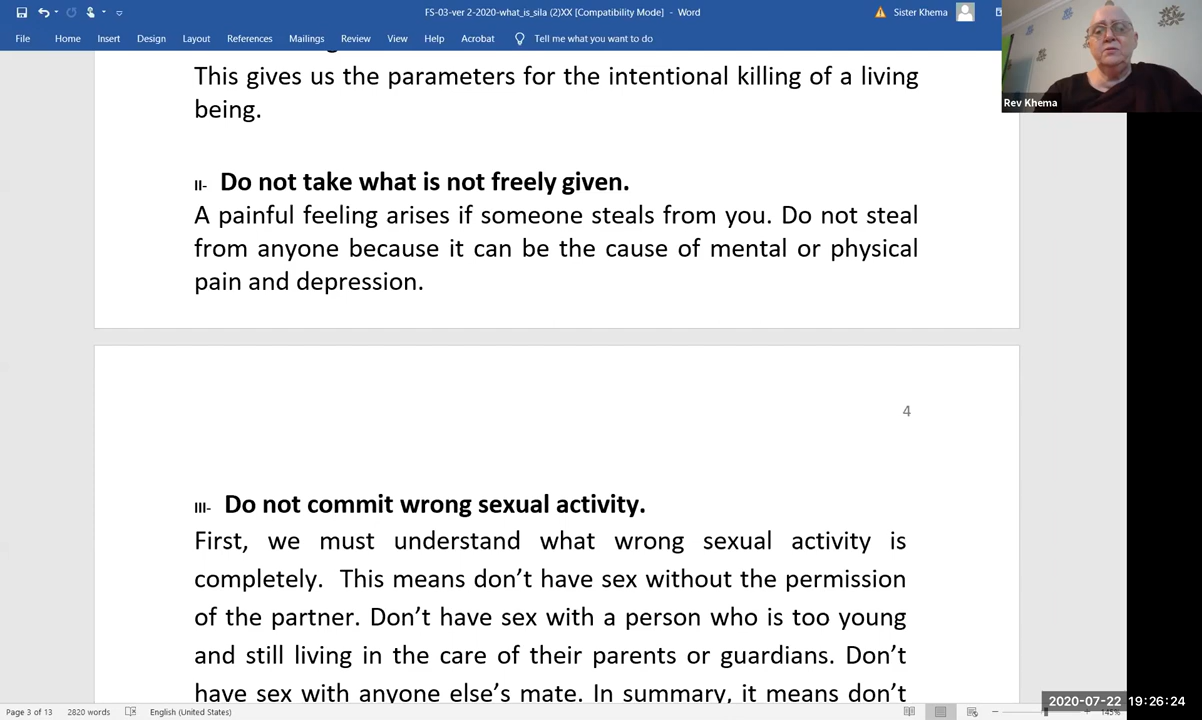 FS-03-ver 2-2020-what_is_sila (2)XX [Compatibility Mode] - Word
Sister Khema
File Home Insert Design Layout References Mailings Review View Help Acrobat Tell me what you want to do
Rev Khema
This gives us the parameters for the intentional killing of a living
being.
II- Do not take what is not freely given.
A painful feeling arises if someone steals from you. Do not steal
from anyone because it can be the cause of mental or physical
pain and depression.
4
III- Do not commit wrong sexual activity.
First, we must understand what wrong sexual activity is
completely. This means don’t have sex without the permission
of the partner. Don’t have sex with a person who is too young
and still living in the care of their parents or guardians. Don’t
have sex with anyone else’s mate. In summary, it means don’t
2020-07-22 19:26:24
Page 3 of 13 2820 words English (United States) 145%